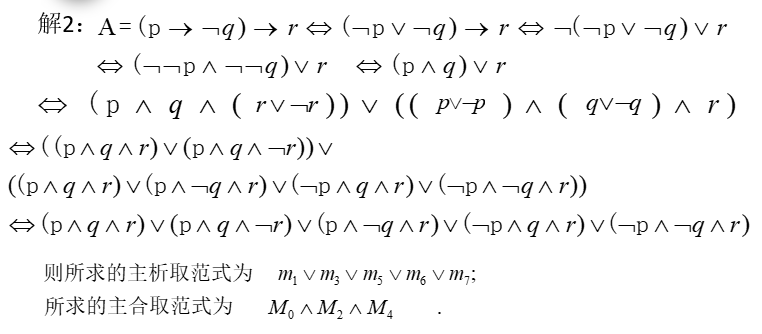 解2：A=(p → ¬q) → r ⇔ (¬p ∨ ¬q) → r ⇔ ¬(¬p ∨ ¬q) ∨ r
⇔ (¬¬p ∧ ¬¬q) ∨ r ⇔ (p ∧ q) ∨ r
⇔ (p ∧ q ∧ ( r∨¬r)) ∨ (( p∨¬p ) ∧ ( q∨¬q ) ∧ r )
⇔ ((p ∧ q ∧ r) ∨ (p ∧ q ∧ ¬r)) ∨
((p ∧ q ∧ r) ∨ (p ∧ ¬q ∧ r) ∨ (¬p ∧ q ∧ r) ∨ (¬p ∧ ¬q ∧ r))
⇔ (p ∧ q ∧ r) ∨ (p ∧ q ∧ ¬r) ∨ (p ∧ ¬q ∧ r) ∨ (¬p ∧ q ∧ r) ∨ (¬p ∧ ¬q ∧ r)
则所求的主析取范式为 m₁ ∨ m₃ ∨ m₅ ∨ m₆ ∨ m₇;
所求的主合取范式为 M₀ ∧ M₂ ∧ M₄ .